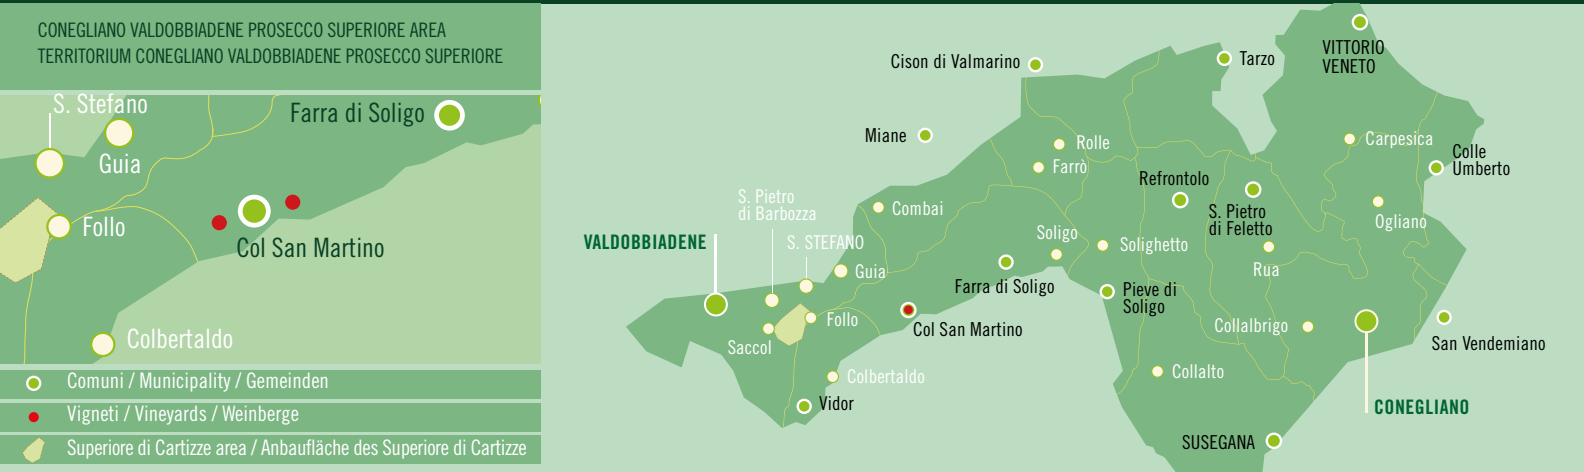 CONEGLIANO VALDOBBIADENE PROSECCO SUPERIORE AREA
TERRITORIUM CONEGLIANO VALDOBBIADENE PROSECCO SUPERIORE
S. Stefano
Farra di Soligo
Guia
Follo
Col San Martino
Colbertaldo
Comuni / Municipality / Gemeinden
Vigneti / Vineyards / Weinberge
Superiore di Cartizze area / Anbaufläche des Superiore di Cartizze
VITTORIO
VENETO
Tarzo
Cison di Valmarino
Miane
Rolle
Carpesica
Colle
Umberto
Farrò
Refrontolo
S. Pietro
di Barbozza
Combai
S. Pietro
di Feletto
Ogliano
VALDOBBIADENE
S. STEFANO
Soligo
Solighetto
Guia
Rua
Farra di Soligo
Pieve di
Soligo
Follo
Col San Martino
Collalbrigo
Saccol
San Vendemiano
Colbertaldo
Collalto
Vidor
CONEGLIANO
SUSEGANA